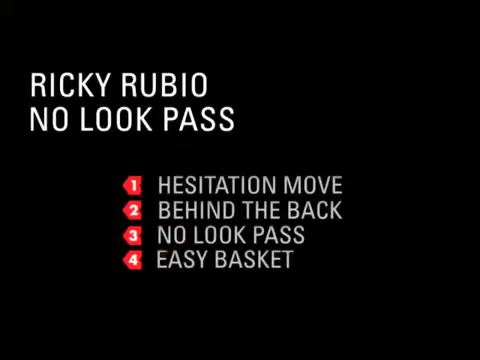 RICKY RUBIO
NO LOOK PASS
1 HESITATION MOVE
2 BEHIND THE BACK
3 NO LOOK PASS
4 EASY BASKET